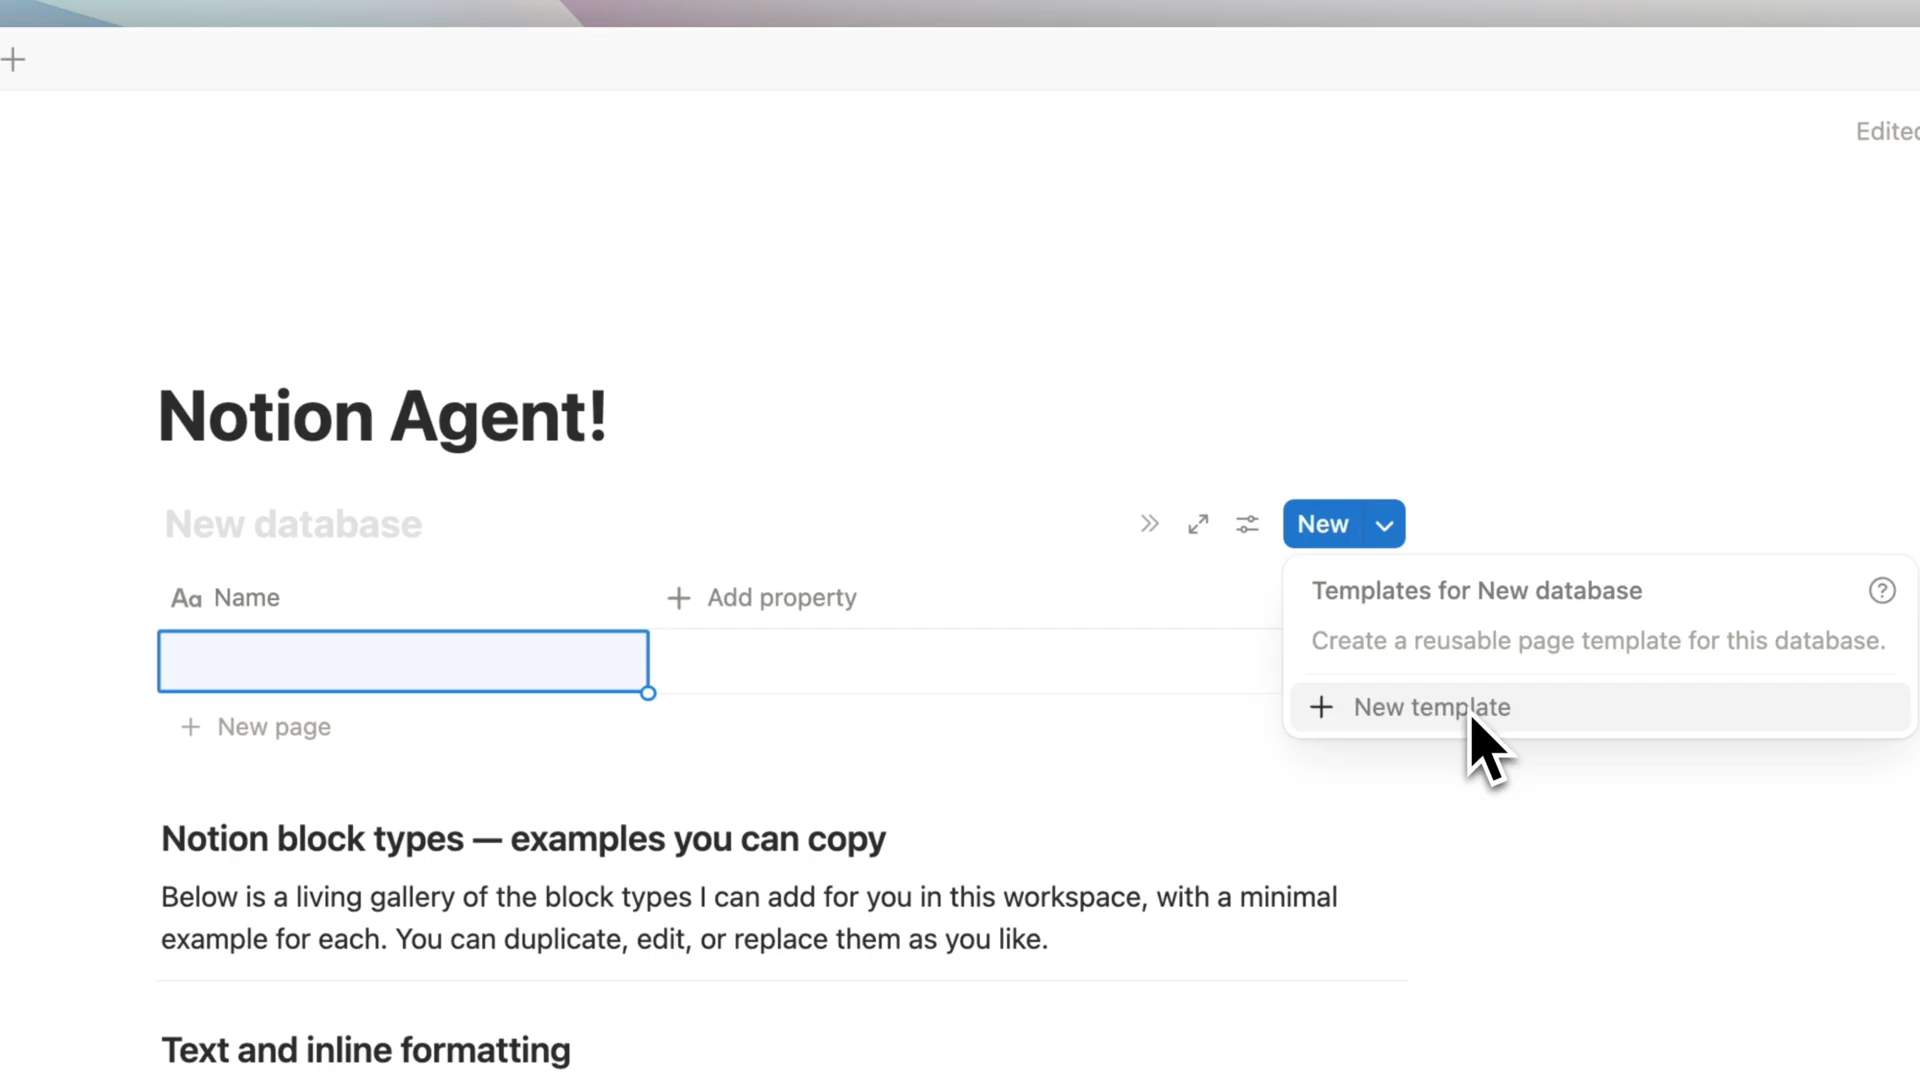 Edited
Notion Agent!
New database
New
Templates for New database
Aa Name
Add property
Create a reusable page template for this database.
New template
New page
Notion block types — examples you can copy
Below is a living gallery of the block types I can add for you in this workspace, with a minimal
example for each. You can duplicate, edit, or replace them as you like.
Text and inline formatting